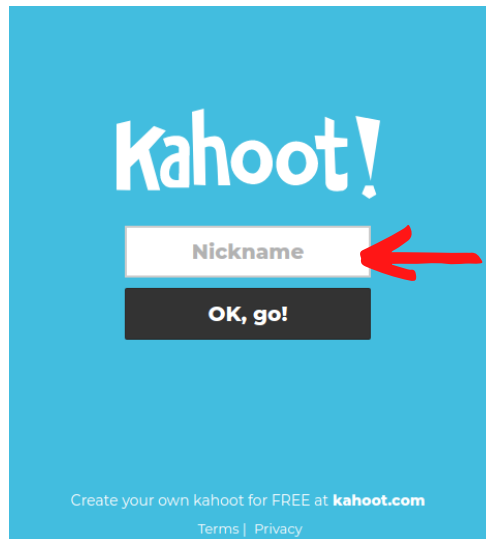 Kahoot!
Nickname
OK, go!
Create your own kahoot for FREE at kahoot.com
Terms | Privacy